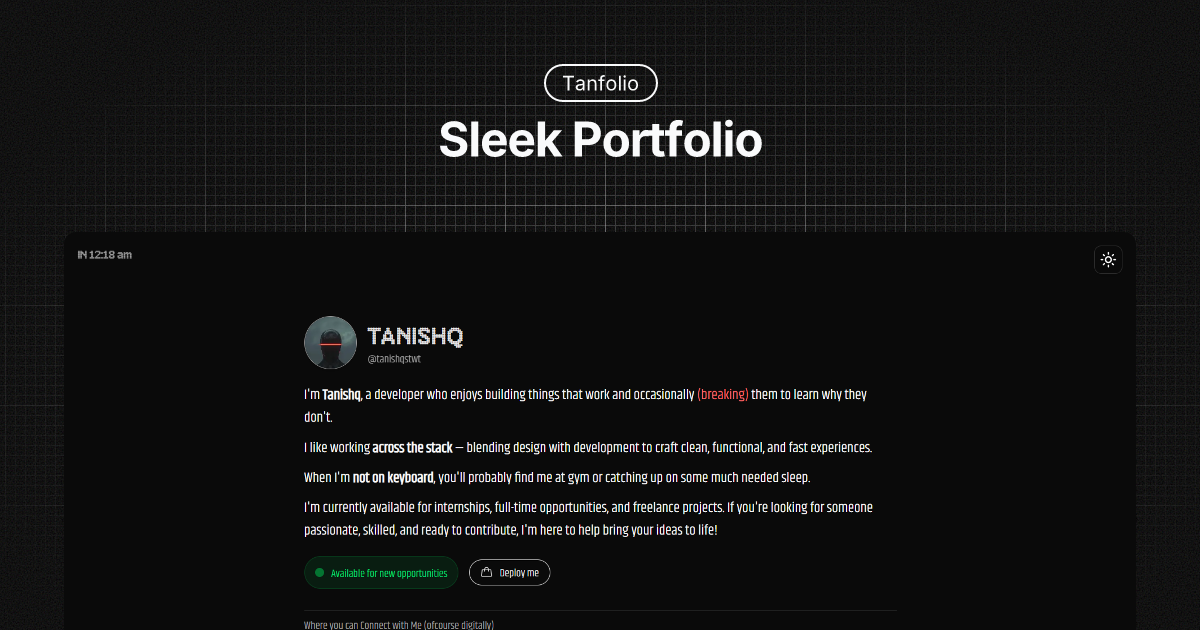 Tanfolio
Sleek Portfolio
IN 12:18 am
TANISHQ
@tanishqstwt
I'm Tanishq, a developer who enjoys building things that work and occasionally (breaking) them to learn why they
don't.
I like working across the stack — blending design with development to craft clean, functional, and fast experiences.
When I'm not on keyboard, you'll probably find me at gym or catching up on some much needed sleep.
I'm currently available for internships, full-time opportunities, and freelance projects. If you're looking for someone
passionate, skilled, and ready to contribute, I'm here to help bring your ideas to life!
Available for new opportunities
Deploy me
Where you can Connect with Me (ofcourse digitally)